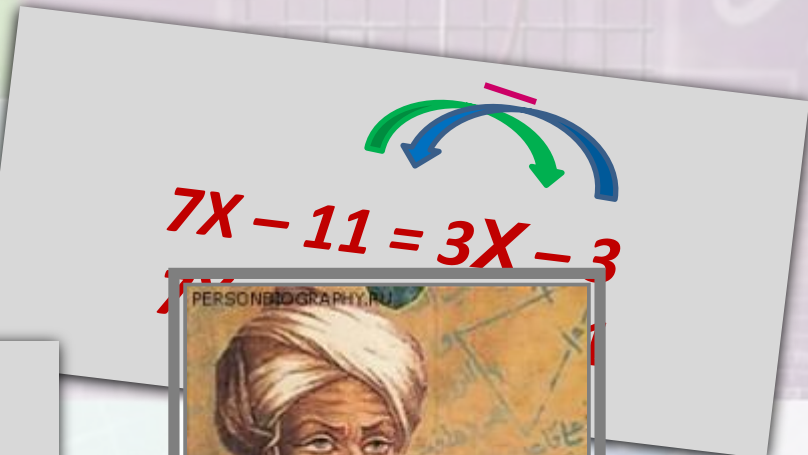 7X – 11 = 3X – 3
PERSONBIOGRAPHY.RU